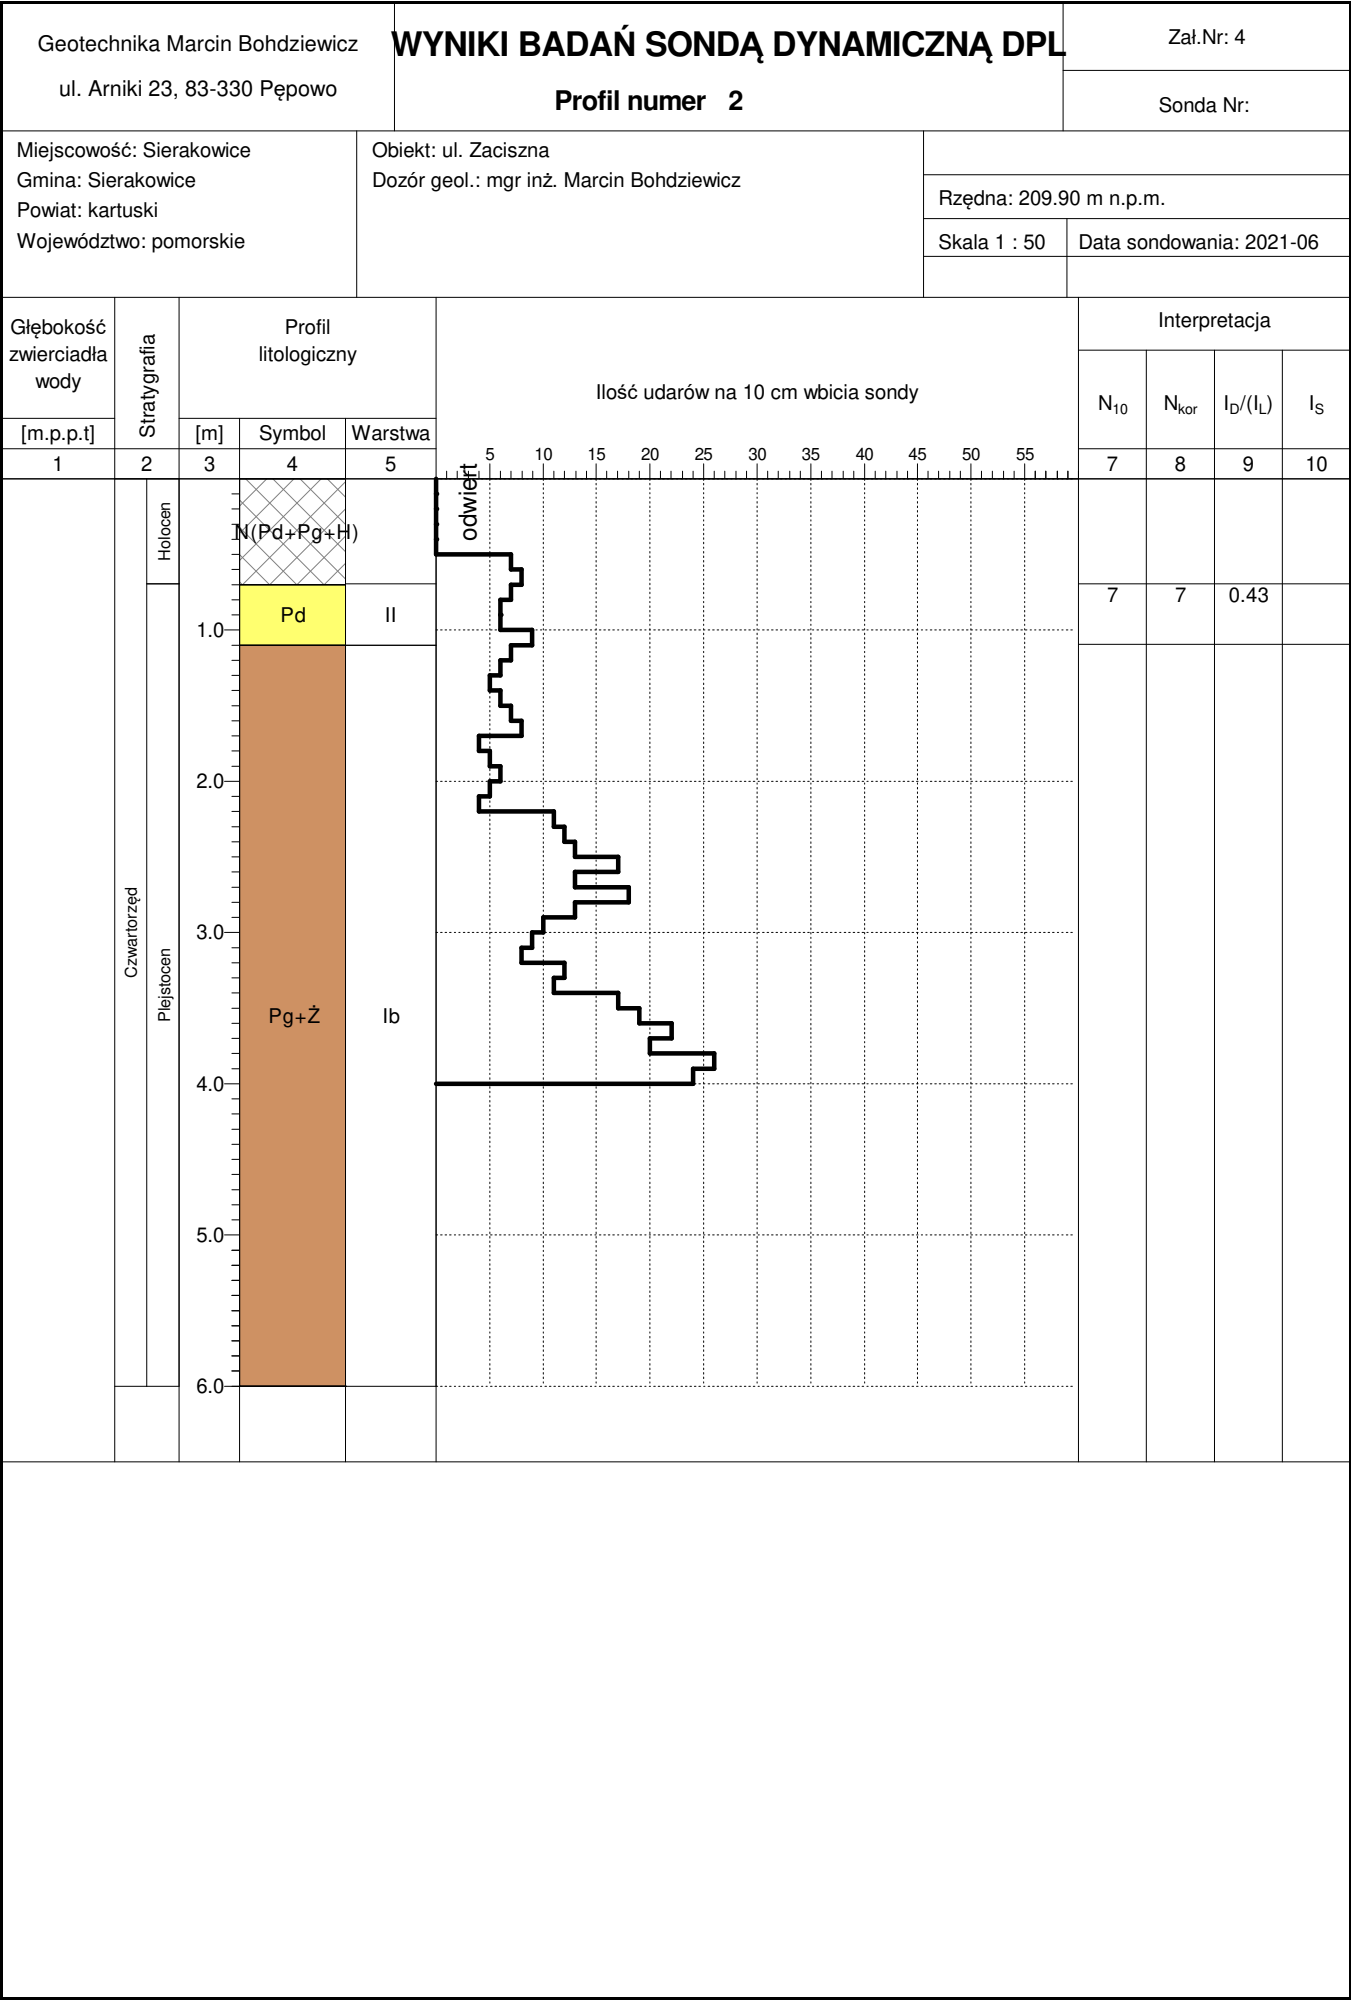 Geotechnika Marcin Bohdziewicz
ul. Arniki 23, 83-330 Pępowo
WYNIKI BADAŃ SONDĄ DYNAMICZNĄ DPL
Profil numer 2
Zał.Nr: 4
Sonda Nr:
Miejscowość: Sierakowice
Gmina: Sierakowice
Powiat: kartuski
Województwo: pomorskie
Obiekt: ul. Zaciszna
Dozór geol.: mgr inż. Marcin Bohdziewicz
Rzędna: 209.90 m n.p.m.
Skala 1 : 50 Data sondowania: 2021-06
Głębokość
zwierciadła
wody
[m.p.p.t]
Stratygrafia
Profil
litologiczny
[m] Symbol Warstwa
Ilość udarów na 10 cm wbicia sondy
Interpretacja
N10 Nkor ID/(IL) IS
5 10 15 20 25 30 35 40 45 50 55
1 2 3 4 5 7 8 9 10
odwiert
Holocen
N(Pd+Pg+H)
Pd II
7 7 0.43
1.0
2.0
3.0
Czwartorzęd
Plejstocen
Pg+Ż Ib
4.0
5.0
6.0